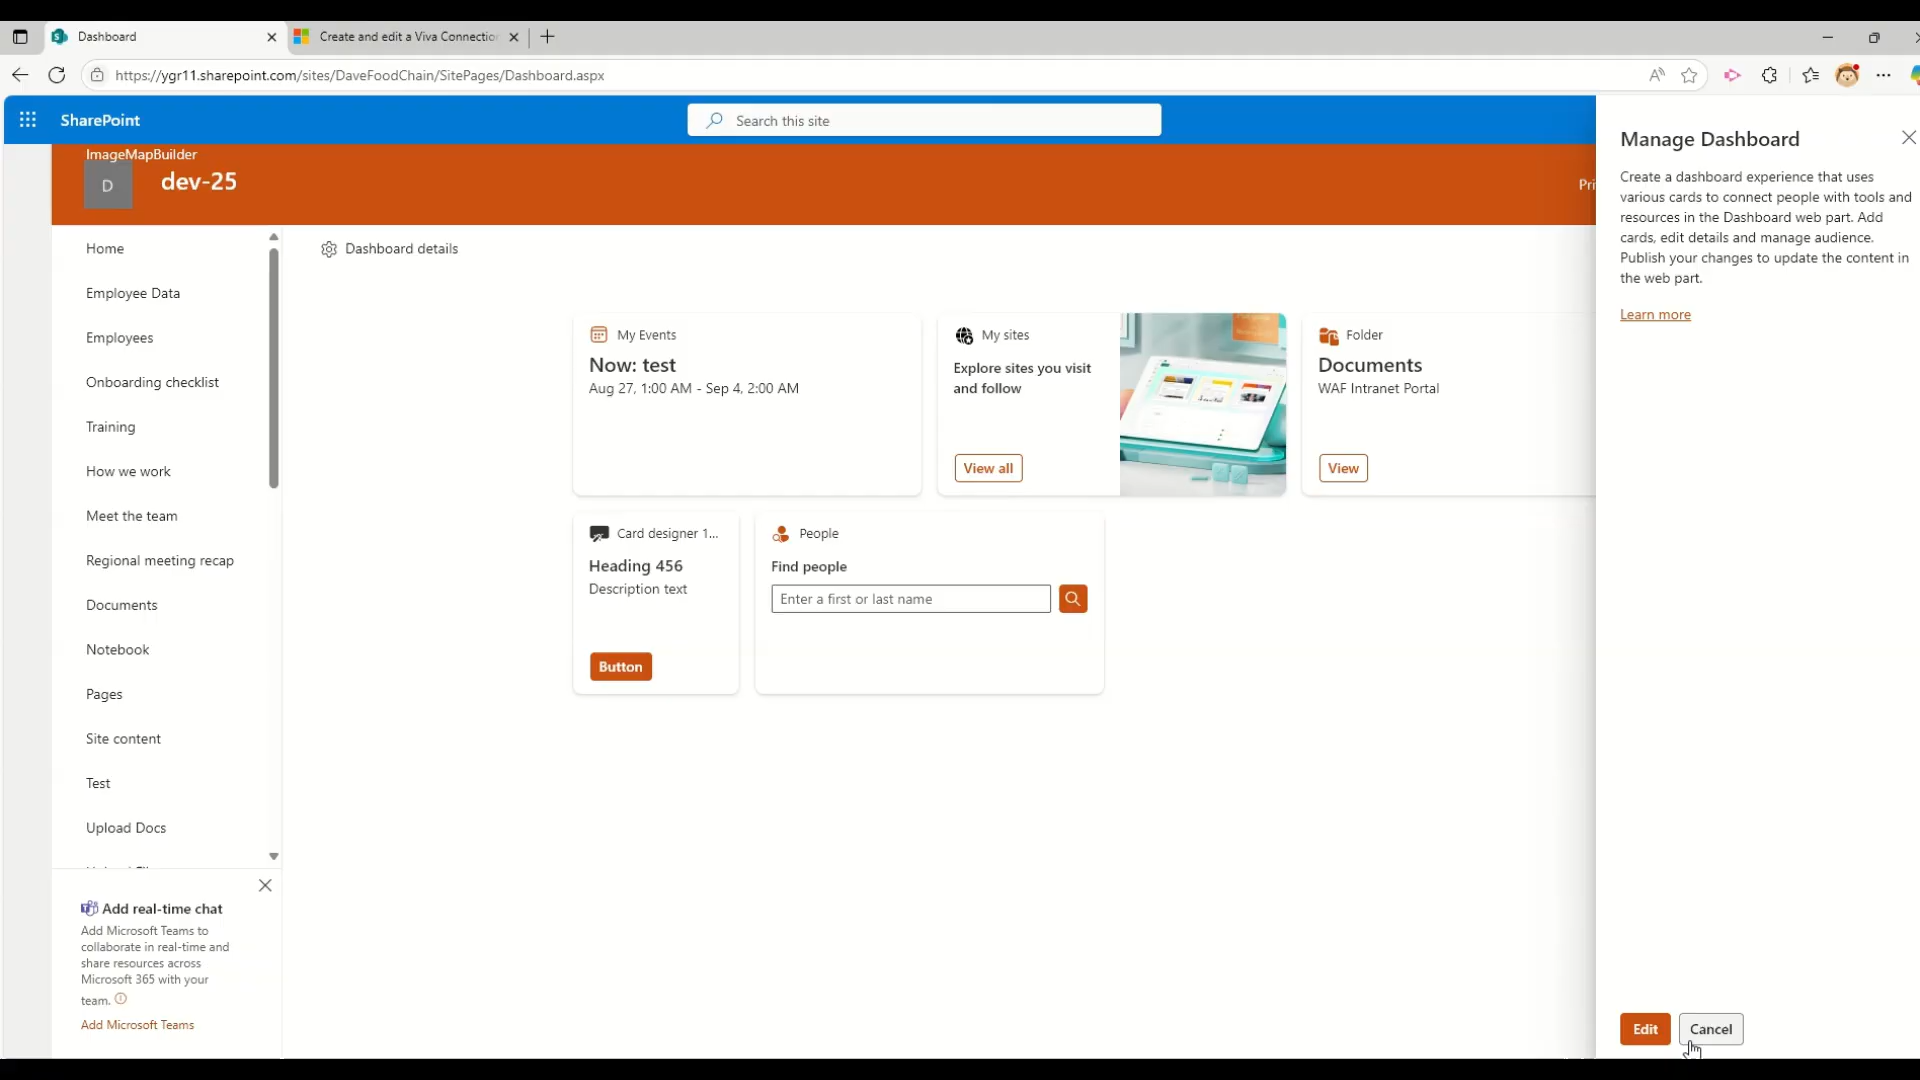 Dashboard
Create and edit a Viva Connection
https://ygr11.sharepoint.com/sites/DaveFoodChain/SitePages/Dashboard.aspx
SharePoint
Search this site
ImageMapBuilder
D
dev-25
Pri
Home
Employee Data
Employees
Onboarding checklist
Training
How we work
Meet the team
Regional meeting recap
Documents
Notebook
Pages
Site content
Test
Upload Docs
Add real-time chat
Add Microsoft Teams to
collaborate in real-time and
share resources across
Microsoft 365 with your
team.
Add Microsoft Teams
Dashboard details
My Events
Now: test
Aug 27, 1:00 AM - Sep 4, 2:00 AM
My sites
Explore sites you visit
and follow
View all
Folder
Documents
WAF Intranet Portal
View
Card designer 1...
Heading 456
Description text
Button
People
Find people
Enter a first or last name
Manage Dashboard
Create a dashboard experience that uses
various cards to connect people with tools and
resources in the Dashboard web part. Add
cards, edit details and manage audience.
Publish your changes to update the content in
the web part.
Learn more
Edit
Cancel